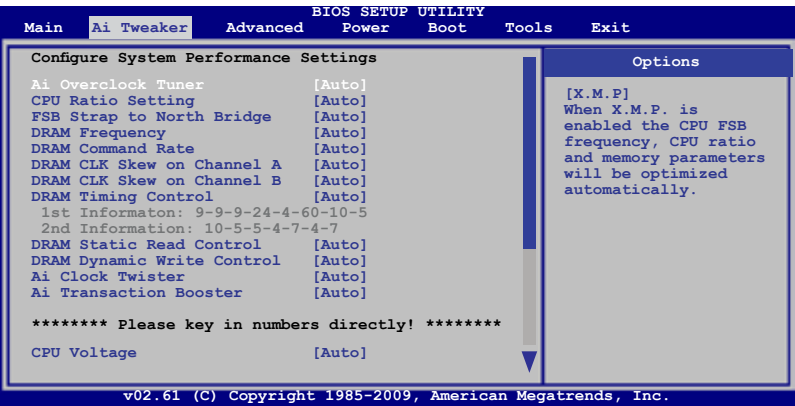 BIOS SETUP UTILITY
Main Ai Tweaker Advanced Power Boot Tools Exit
Configure System Performance Settings
Ai Overclock Tuner [Auto]
CPU Ratio Setting [Auto]
FSB Strap to North Bridge [Auto]
DRAM Frequency [Auto]
DRAM Command Rate [Auto]
DRAM CLK Skew on Channel A [Auto]
DRAM CLK Skew on Channel B [Auto]
DRAM Timing Control [Auto]
1st Informaton: 9-9-9-24-4-60-10-5
2nd Information: 10-5-5-4-7-4-7
DRAM Static Read Control [Auto]
DRAM Dynamic Write Control [Auto]
Ai Clock Twister [Auto]
Ai Transaction Booster [Auto]
******** Please key in numbers directly! ********
CPU Voltage [Auto]
Options
[X.M.P]
When X.M.P. is
enabled the CPU FSB
frequency, CPU ratio
and memory parameters
will be optimized
automatically.
v02.61 (C) Copyright 1985-2009, American Megatrends, Inc.